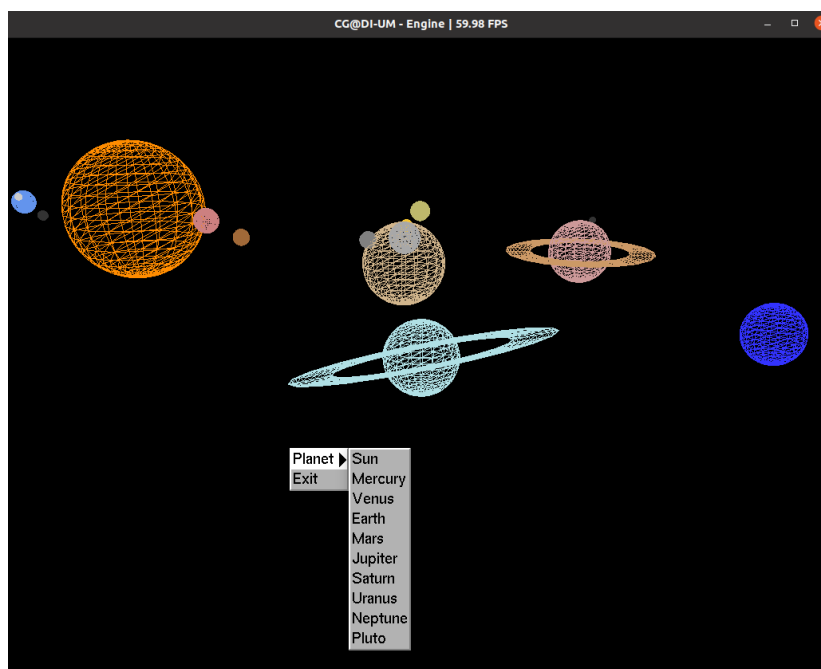 CG@DI-UM - Engine | 59.98 FPS
Planet
Exit
Sun
Mercury
Venus
Earth
Mars
Jupiter
Saturn
Uranus
Neptune
Pluto